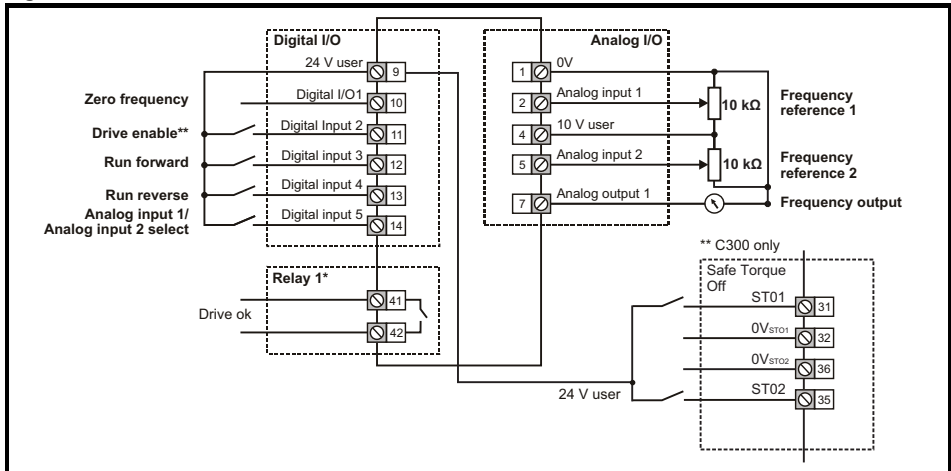 Digital I/O
24 V user
9
Zero frequency
Digital I/O1
10
Drive enable**
Digital Input 2
11
Run forward
Digital input 3
12
Run reverse
Digital input 4
13
Analog input 1/
Analog input 2 select
Digital input 5
14
Relay 1*
Drive ok
41
42
Analog I/O
1
0V
2
Analog input 1
10 kΩ
Frequency
reference 1
4
10 V user
5
Analog input 2
10 kΩ
Frequency
reference 2
7
Analog output 1
Frequency output
** C300 only
Safe Torque
Off
ST01
31
0VSTO1
32
0VSTO2
36
24 V user
ST02
35